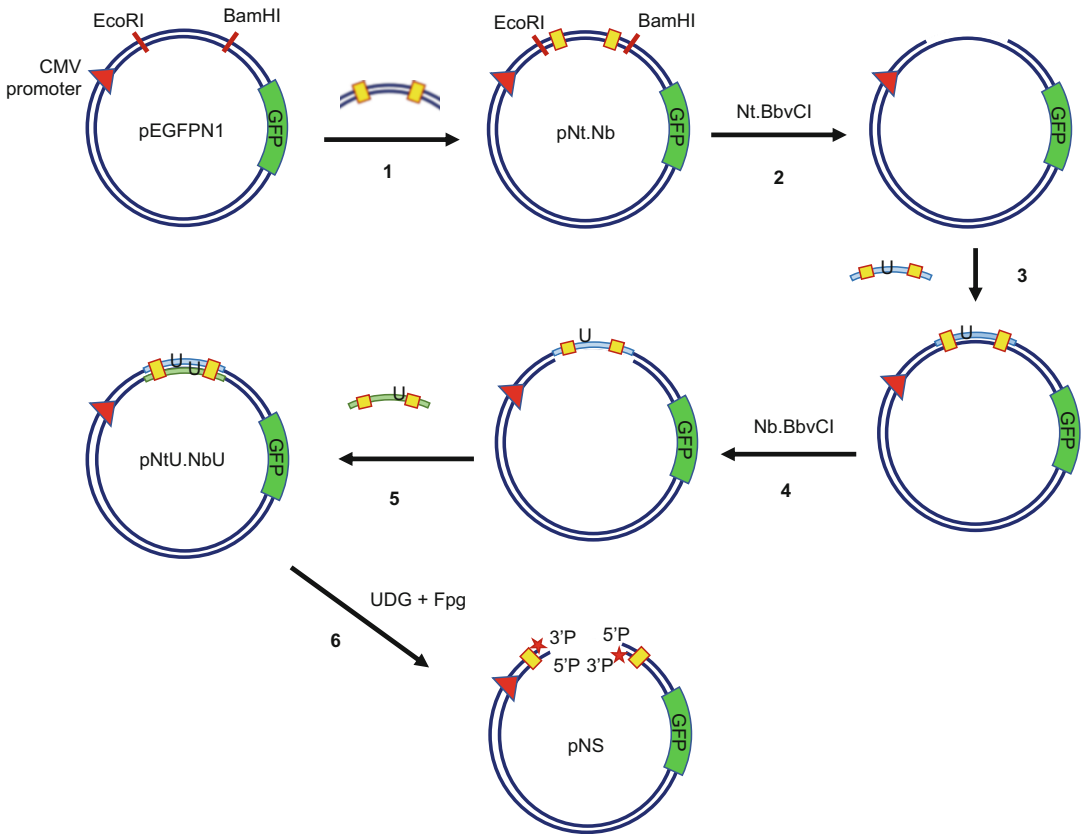 EcoRI
BamHI
CMV
promoter
GFP
pEGFPN1
1
EcoRI
BamHI
GFP
pNt.Nb
Nt.BbvCI
2
GFP
U
3
U
GFP
Nb.BbvCI
4
U
GFP
U
5
U
U
GFP
pNtU.NbU
UDG + Fpg
6
3'P
5'P
5'P
3'P
GFP
pNS